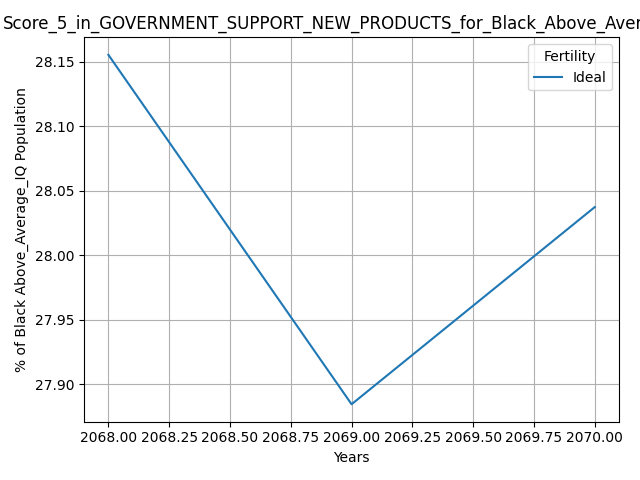 Score_5_in_GOVERNMENT_SUPPORT_NEW_PRODUCTS_for_Black_Above_Aver
Fertility
Ideal
28.15
28.10
28.05
28.00
27.95
27.90
% of Black Above_Average_IQ Population
2068.00 2068.25 2068.50 2068.75 2069.00 2069.25 2069.50 2069.75 2070.00
Years